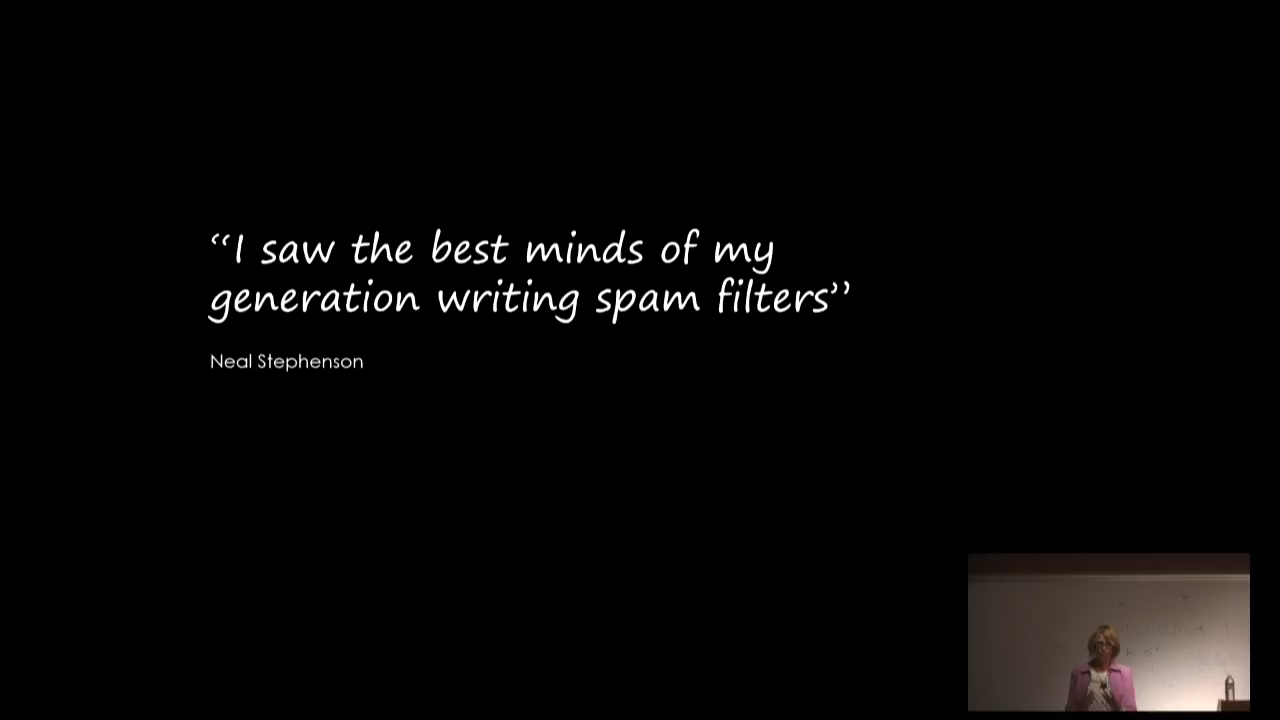 “I saw the best minds of my
generation writing spam filters”
Neal Stephenson